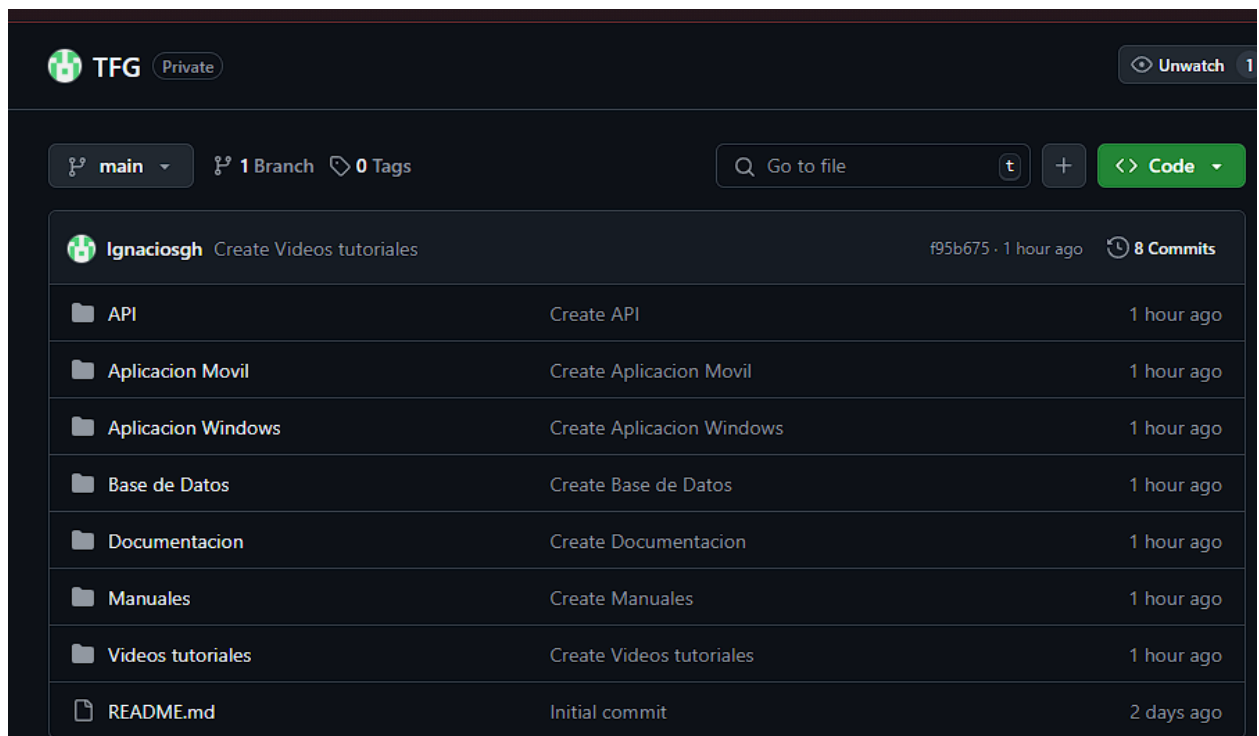 TFG Private Unwatch 1
main 1 Branch 0 Tags Go to file t Code
Ignaciosgh Create Videos tutoriales f95b675 · 1 hour ago 8 Commits
API Create API 1 hour ago
Aplicacion Movil Create Aplicacion Movil 1 hour ago
Aplicacion Windows Create Aplicacion Windows 1 hour ago
Base de Datos Create Base de Datos 1 hour ago
Documentacion Create Documentacion 1 hour ago
Manuales Create Manuales 1 hour ago
Videos tutoriales Create Videos tutoriales 1 hour ago
README.md Initial commit 2 days ago